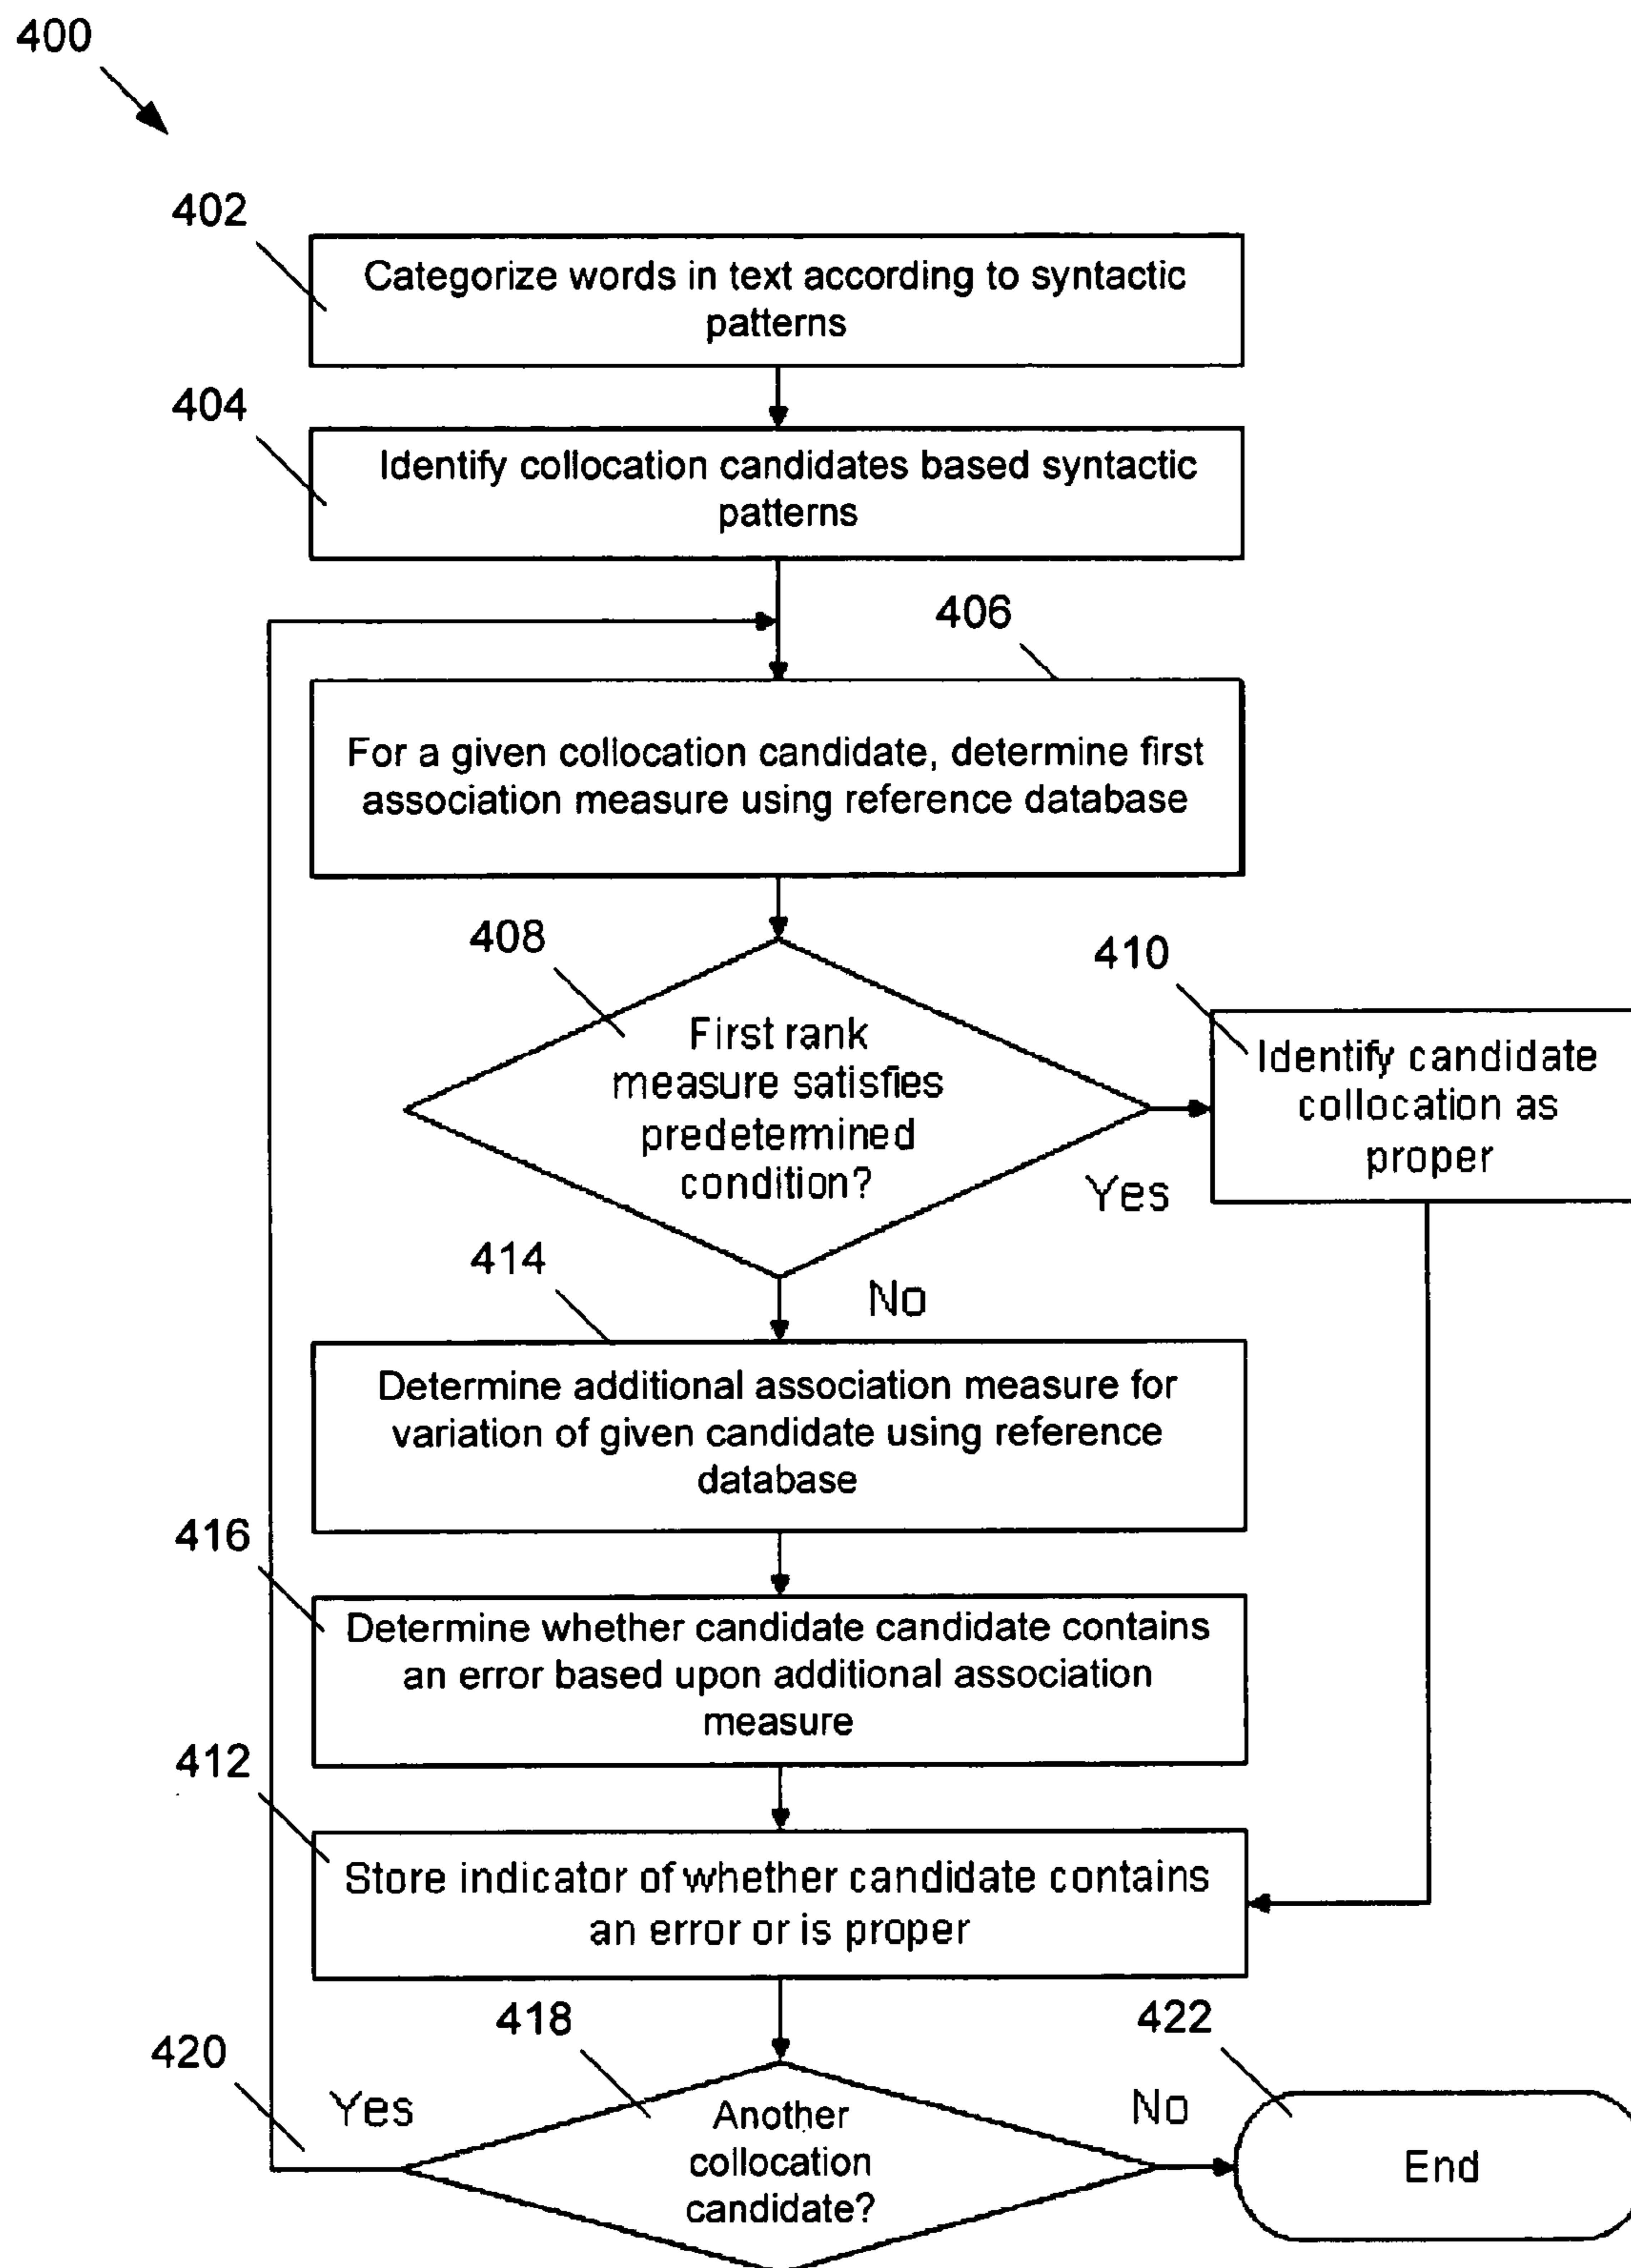 400
402
Categorize words in text according to syntactic
patterns
404
Identify collocation candidates based syntactic
patterns
406
For a given collocation candidate, determine first
association measure using reference database
408
First rank
measure satisfies
predetermined
condition?
Yes
410
Identify candidate
collocation as
proper
No
414
Determine additional association measure for
variation of given candidate using reference
database
416
Determine whether candidate candidate contains
an error based upon additional association
measure
412
Store indicator of whether candidate contains
an error or is proper
418
Another
collocation
candidate?
420
Yes
No
422
End